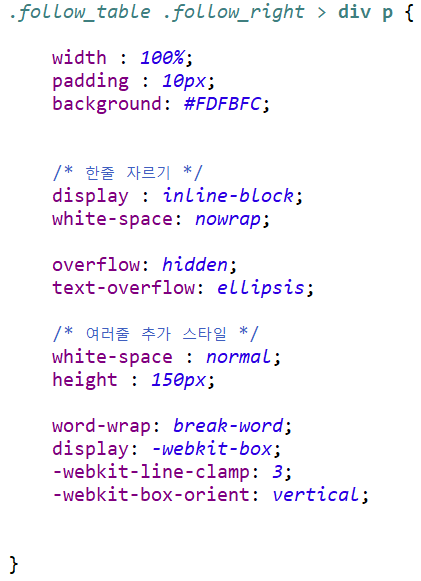 .follow_table .follow_right > div p {
width : 100%;
padding : 10px;
background: #FDFBFC;
/* 한줄 자르기 */
display : inline-block;
white-space: nowrap;
overflow: hidden;
text-overflow: ellipsis;
/* 여러줄 추가 스타일 */
white-space : normal;
height : 150px;
word-wrap: break-word;
display: -webkit-box;
-webkit-line-clamp: 3;
-webkit-box-orient: vertical;
}